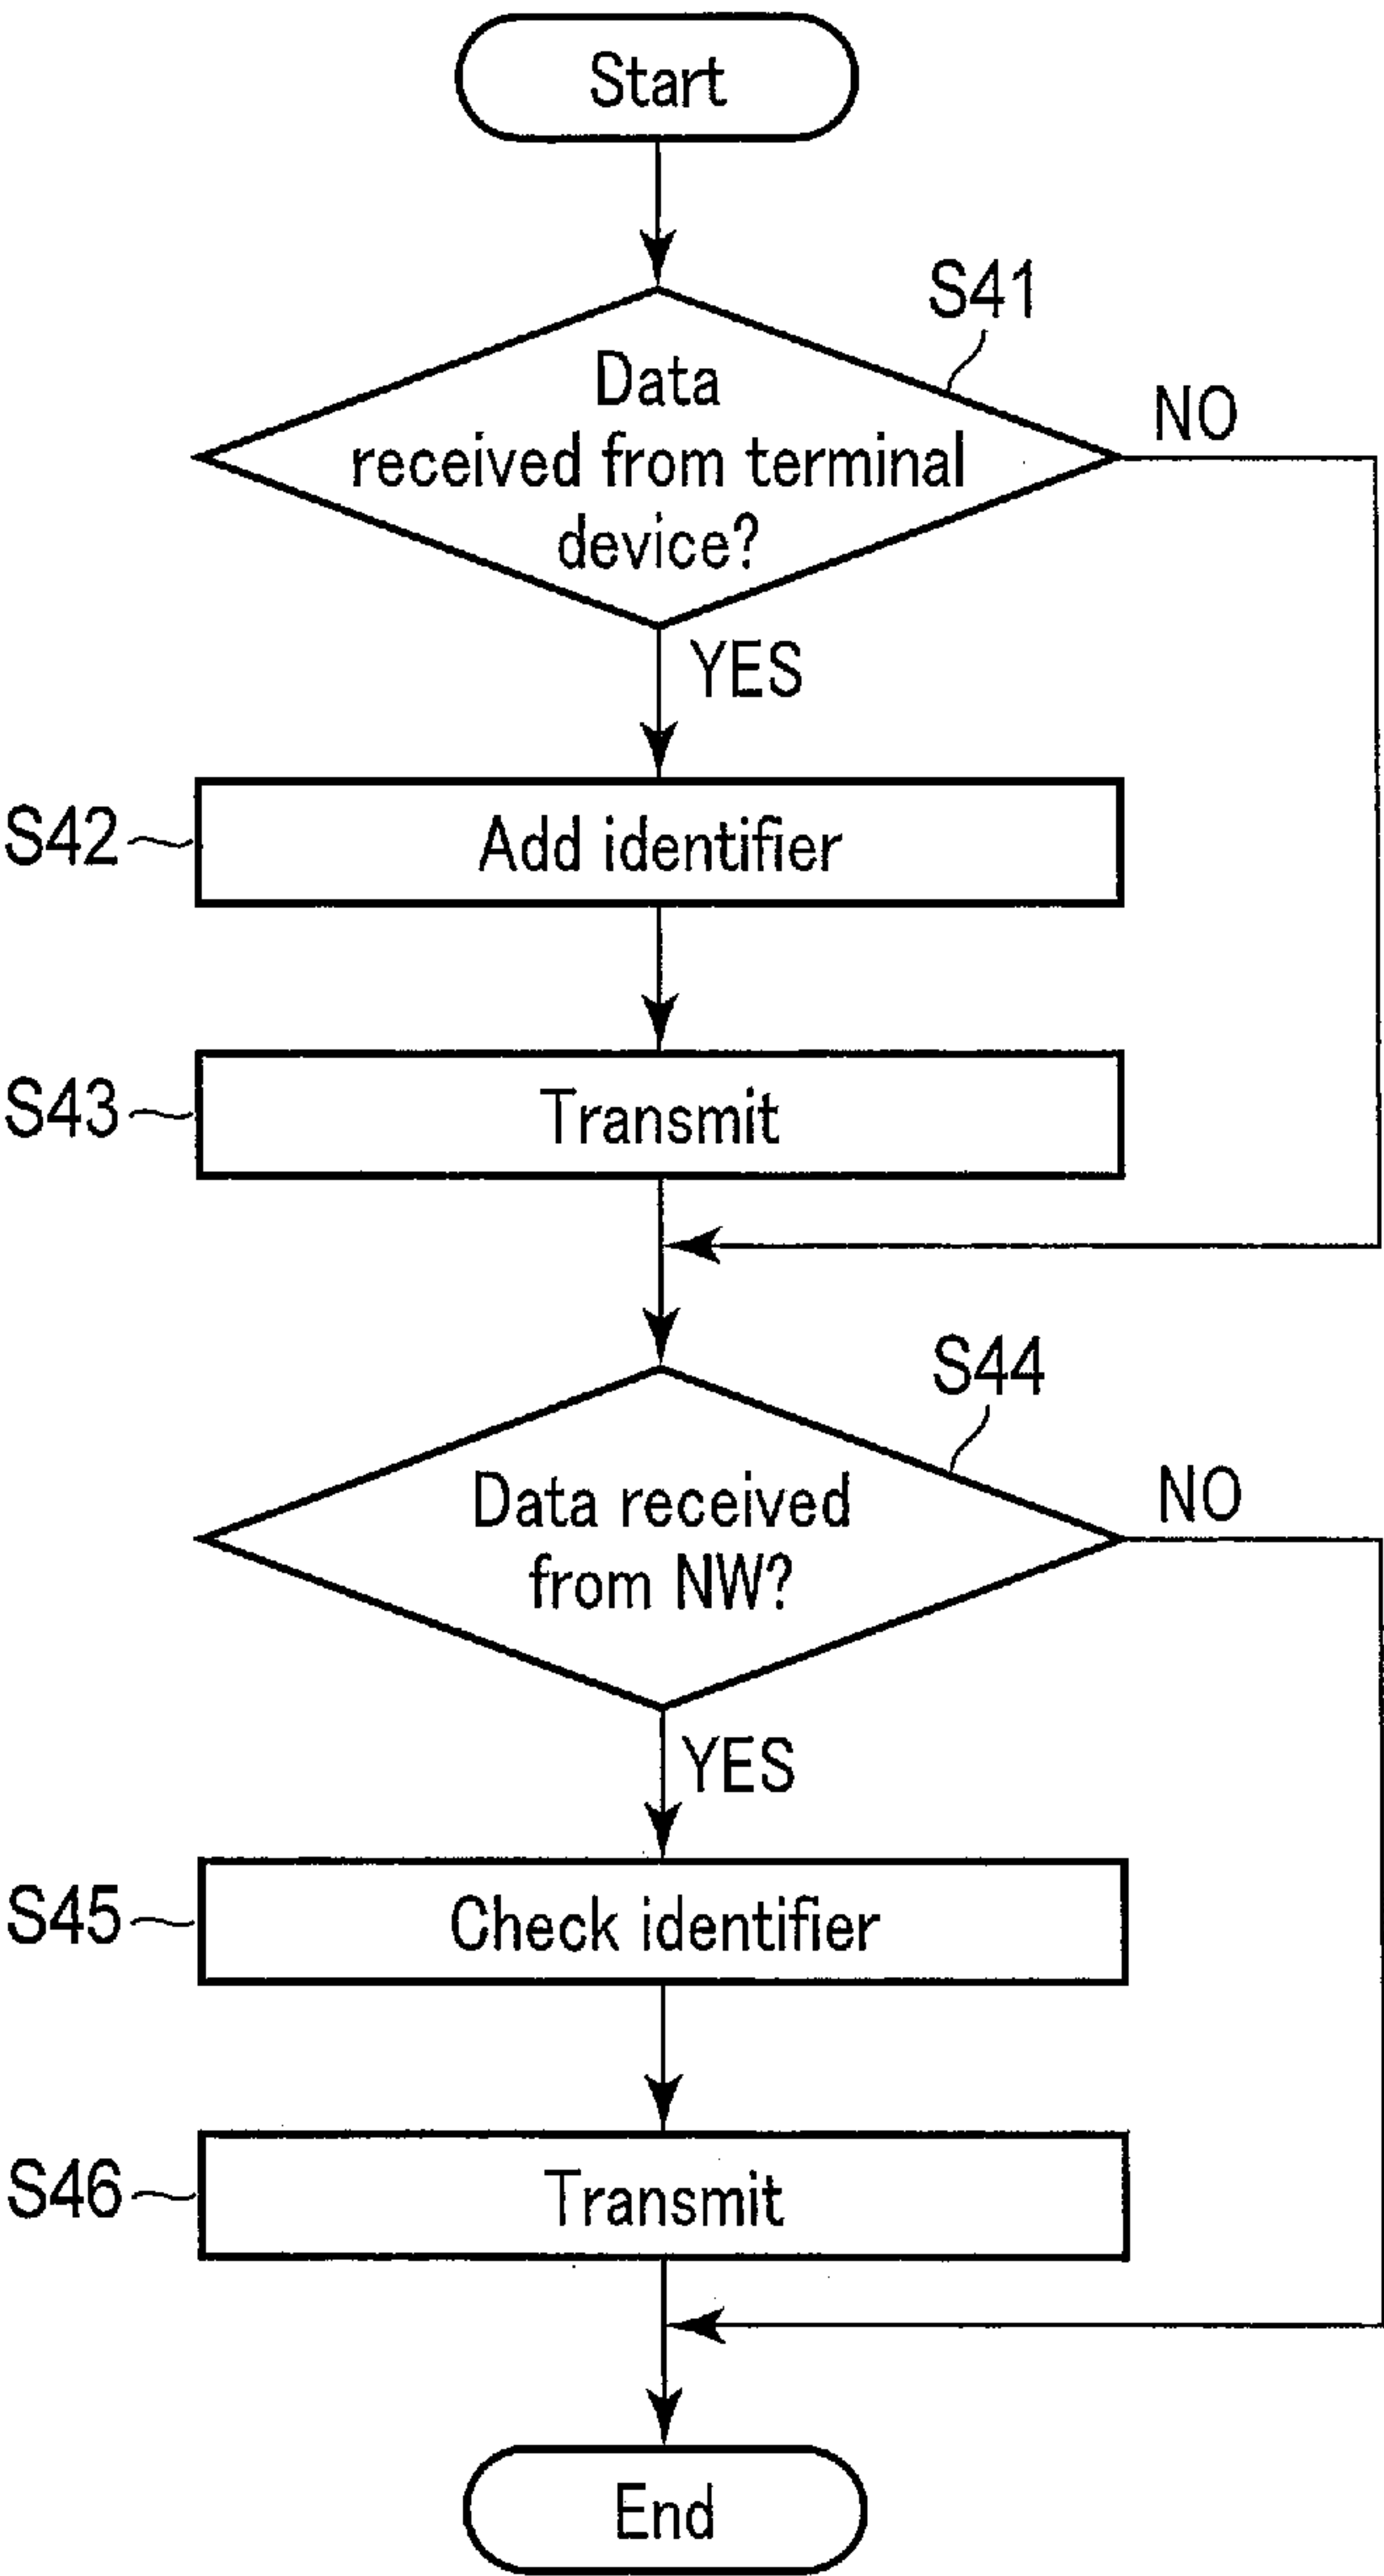 Start
S41
Data
received from terminal
device?
NO
YES
S42
Add identifier
S43
Transmit
S44
Data received
from NW?
NO
YES
S45
Check identifier
S46
Transmit
End